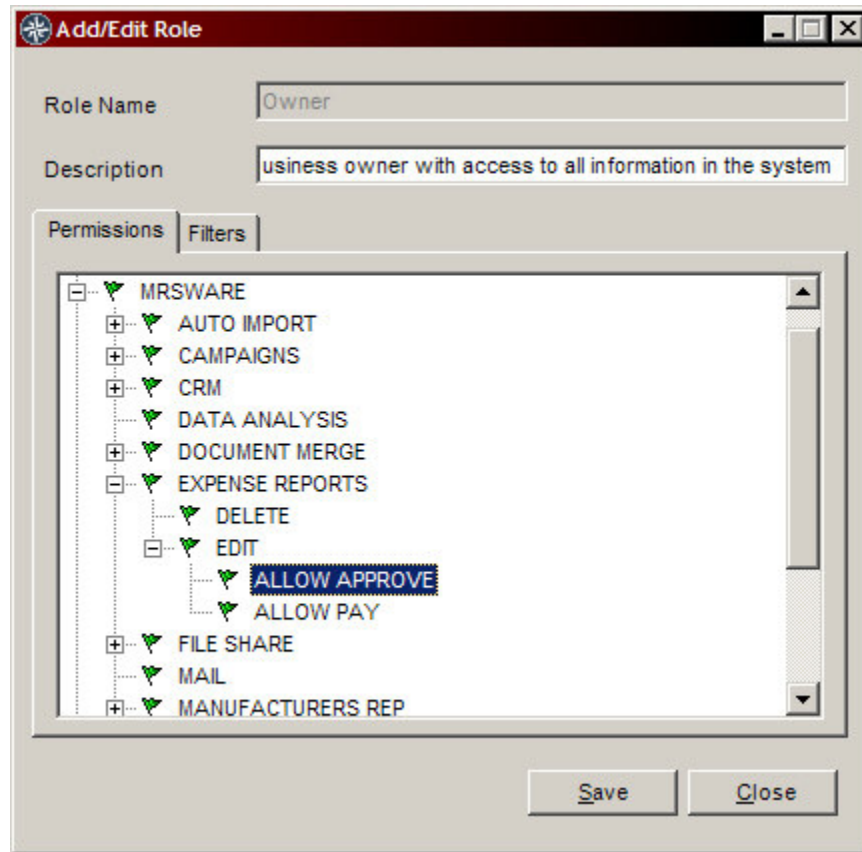 Add/Edit Role
Role Name
Owner
Description
usiness owner with access to all information in the system
Permissions
Filters
MRSWARE
AUTO IMPORT
CAMPAIGNS
CRM
DATA ANALYSIS
DOCUMENT MERGE
EXPENSE REPORTS
DELETE
EDIT
ALLOW APPROVE
ALLOW PAY
FILE SHARE
MAIL
MANUFACTURERS REP
Save
Close